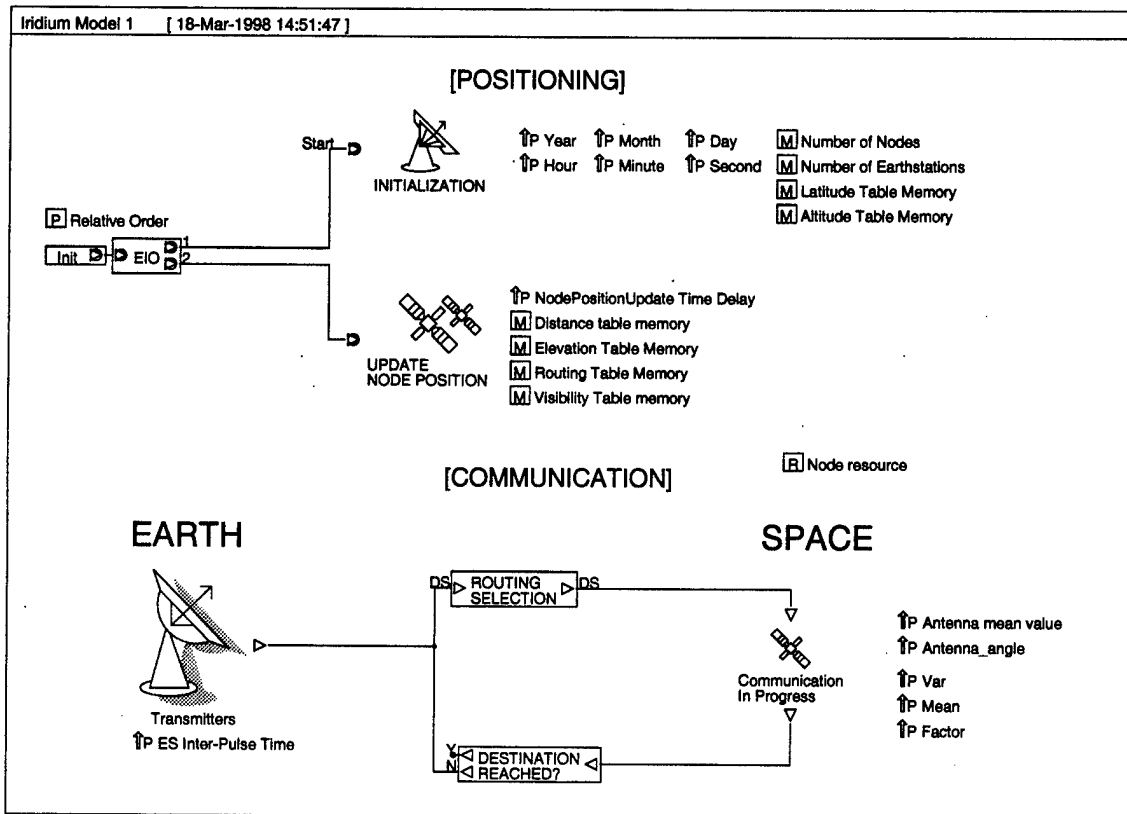 Iridium Model 1 [ 18-Mar-1998 14:51:47 ]
[POSITIONING]
Start
INITIALIZATION
⇑P Year ⇑P Month ⇑P Day
⇑P Hour ⇑P Minute ⇑P Second
M Number of Nodes
M Number of Earthstations
M Latitude Table Memory
M Altitude Table Memory
P Relative Order
Init
EIO
1
2
UPDATE
NODE POSITION
⇑P NodePositionUpdate Time Delay
M Distance table memory
M Elevation Table Memory
M Routing Table Memory
M Visibility Table memory
R Node resource
[COMMUNICATION]
EARTH
SPACE
DS
ROUTING
SELECTION
DS
Transmitters
⇑P ES Inter-Pulse Time
Communication
In Progress
⇑P Antenna mean value
⇑P Antenna_angle
⇑P Var
⇑P Mean
⇑P Factor
Y
N
DESTINATION
REACHED?